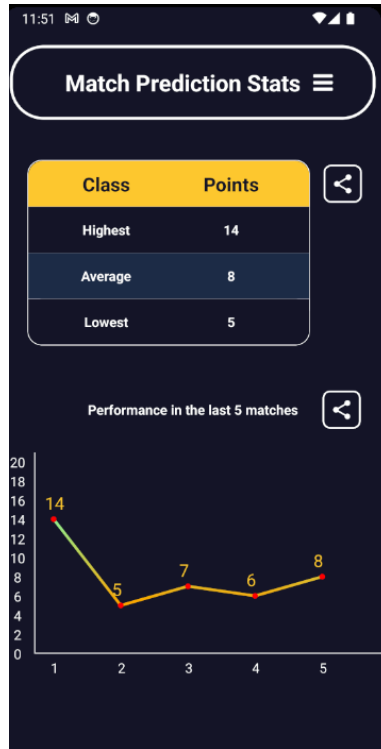 11:51
Match Prediction Stats
Class Points
Highest 14
Average 8
Lowest 5
Performance in the last 5 matches
20
18
16
14
12
10
8
6
4
2
0
14
5
7
6
8
1 2 3 4 5